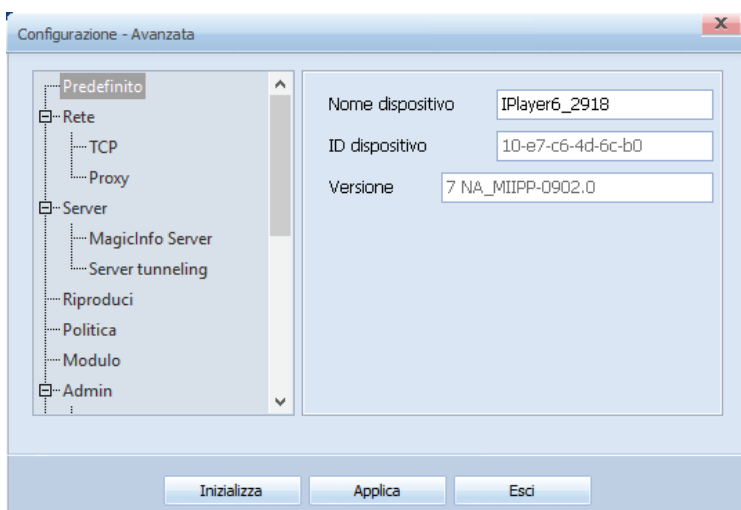 Configurazione - Avanzata
Predefinito
Rete
TCP
Proxy
Server
MagicInfo Server
Server tunneling
Riproduci
Politica
Modulo
Admin
Nome dispositivo IPlayer6_2918
ID dispositivo 10-e7-c6-4d-6c-b0
Versione 7 NA_MIIPP-0902.0
Inizializza Applica Esci